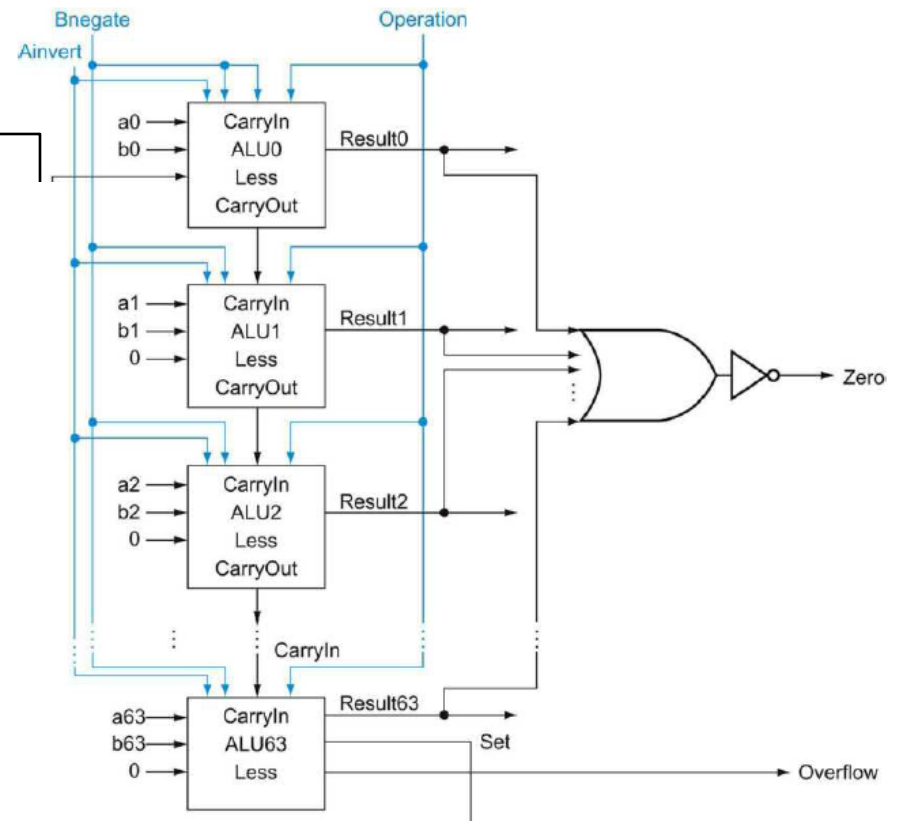 Bnegate Operation
Ainvert
a0 CarryIn
b0 ALU0 Result0
Less
CarryOut
a1 CarryIn
b1 ALU1 Result1
0 Less
CarryOut
Zero
a2 CarryIn
b2 ALU2 Result2
0 Less
CarryOut
CarryIn
a63 CarryIn Result63
b63 ALU63 Set
0 Less Overflow